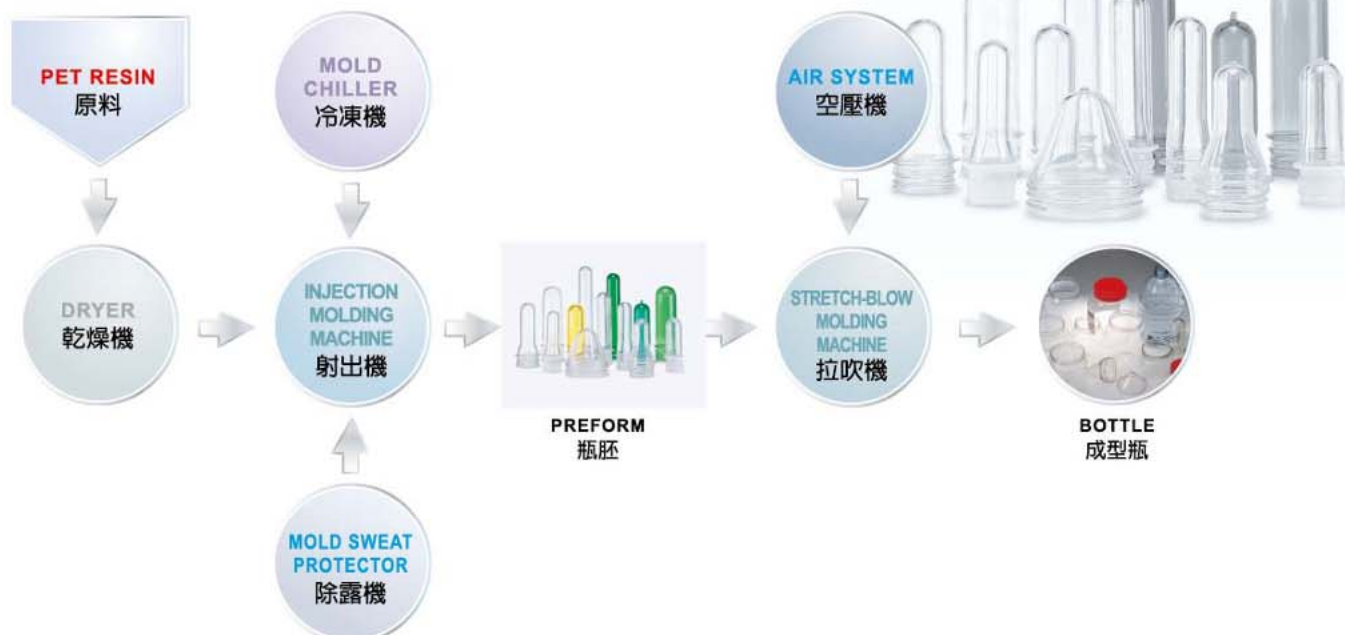 PET RESIN
原料
MOLD
CHILLER
冷凍機
AIR SYSTEM
空壓機
DRYER
乾燥機
INJECTION
MOLDING
MACHINE
射出機
PREFORM
瓶胚
STRETCH-BLOW
MOLDING
MACHINE
拉吹機
BOTTLE
成型瓶
MOLD SWEAT
PROTECTOR
除露機